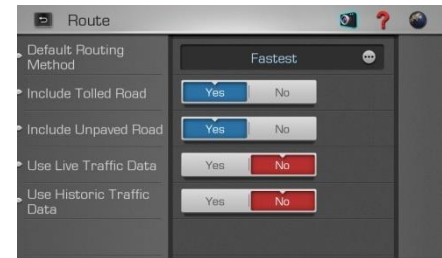 Route
?
Default Routing
Method
Fastest
Include Tolled Road
Yes No
Include Unpaved Road
Yes No
Use Live Traffic Data
Yes No
Use Historic Traffic
Data
Yes No